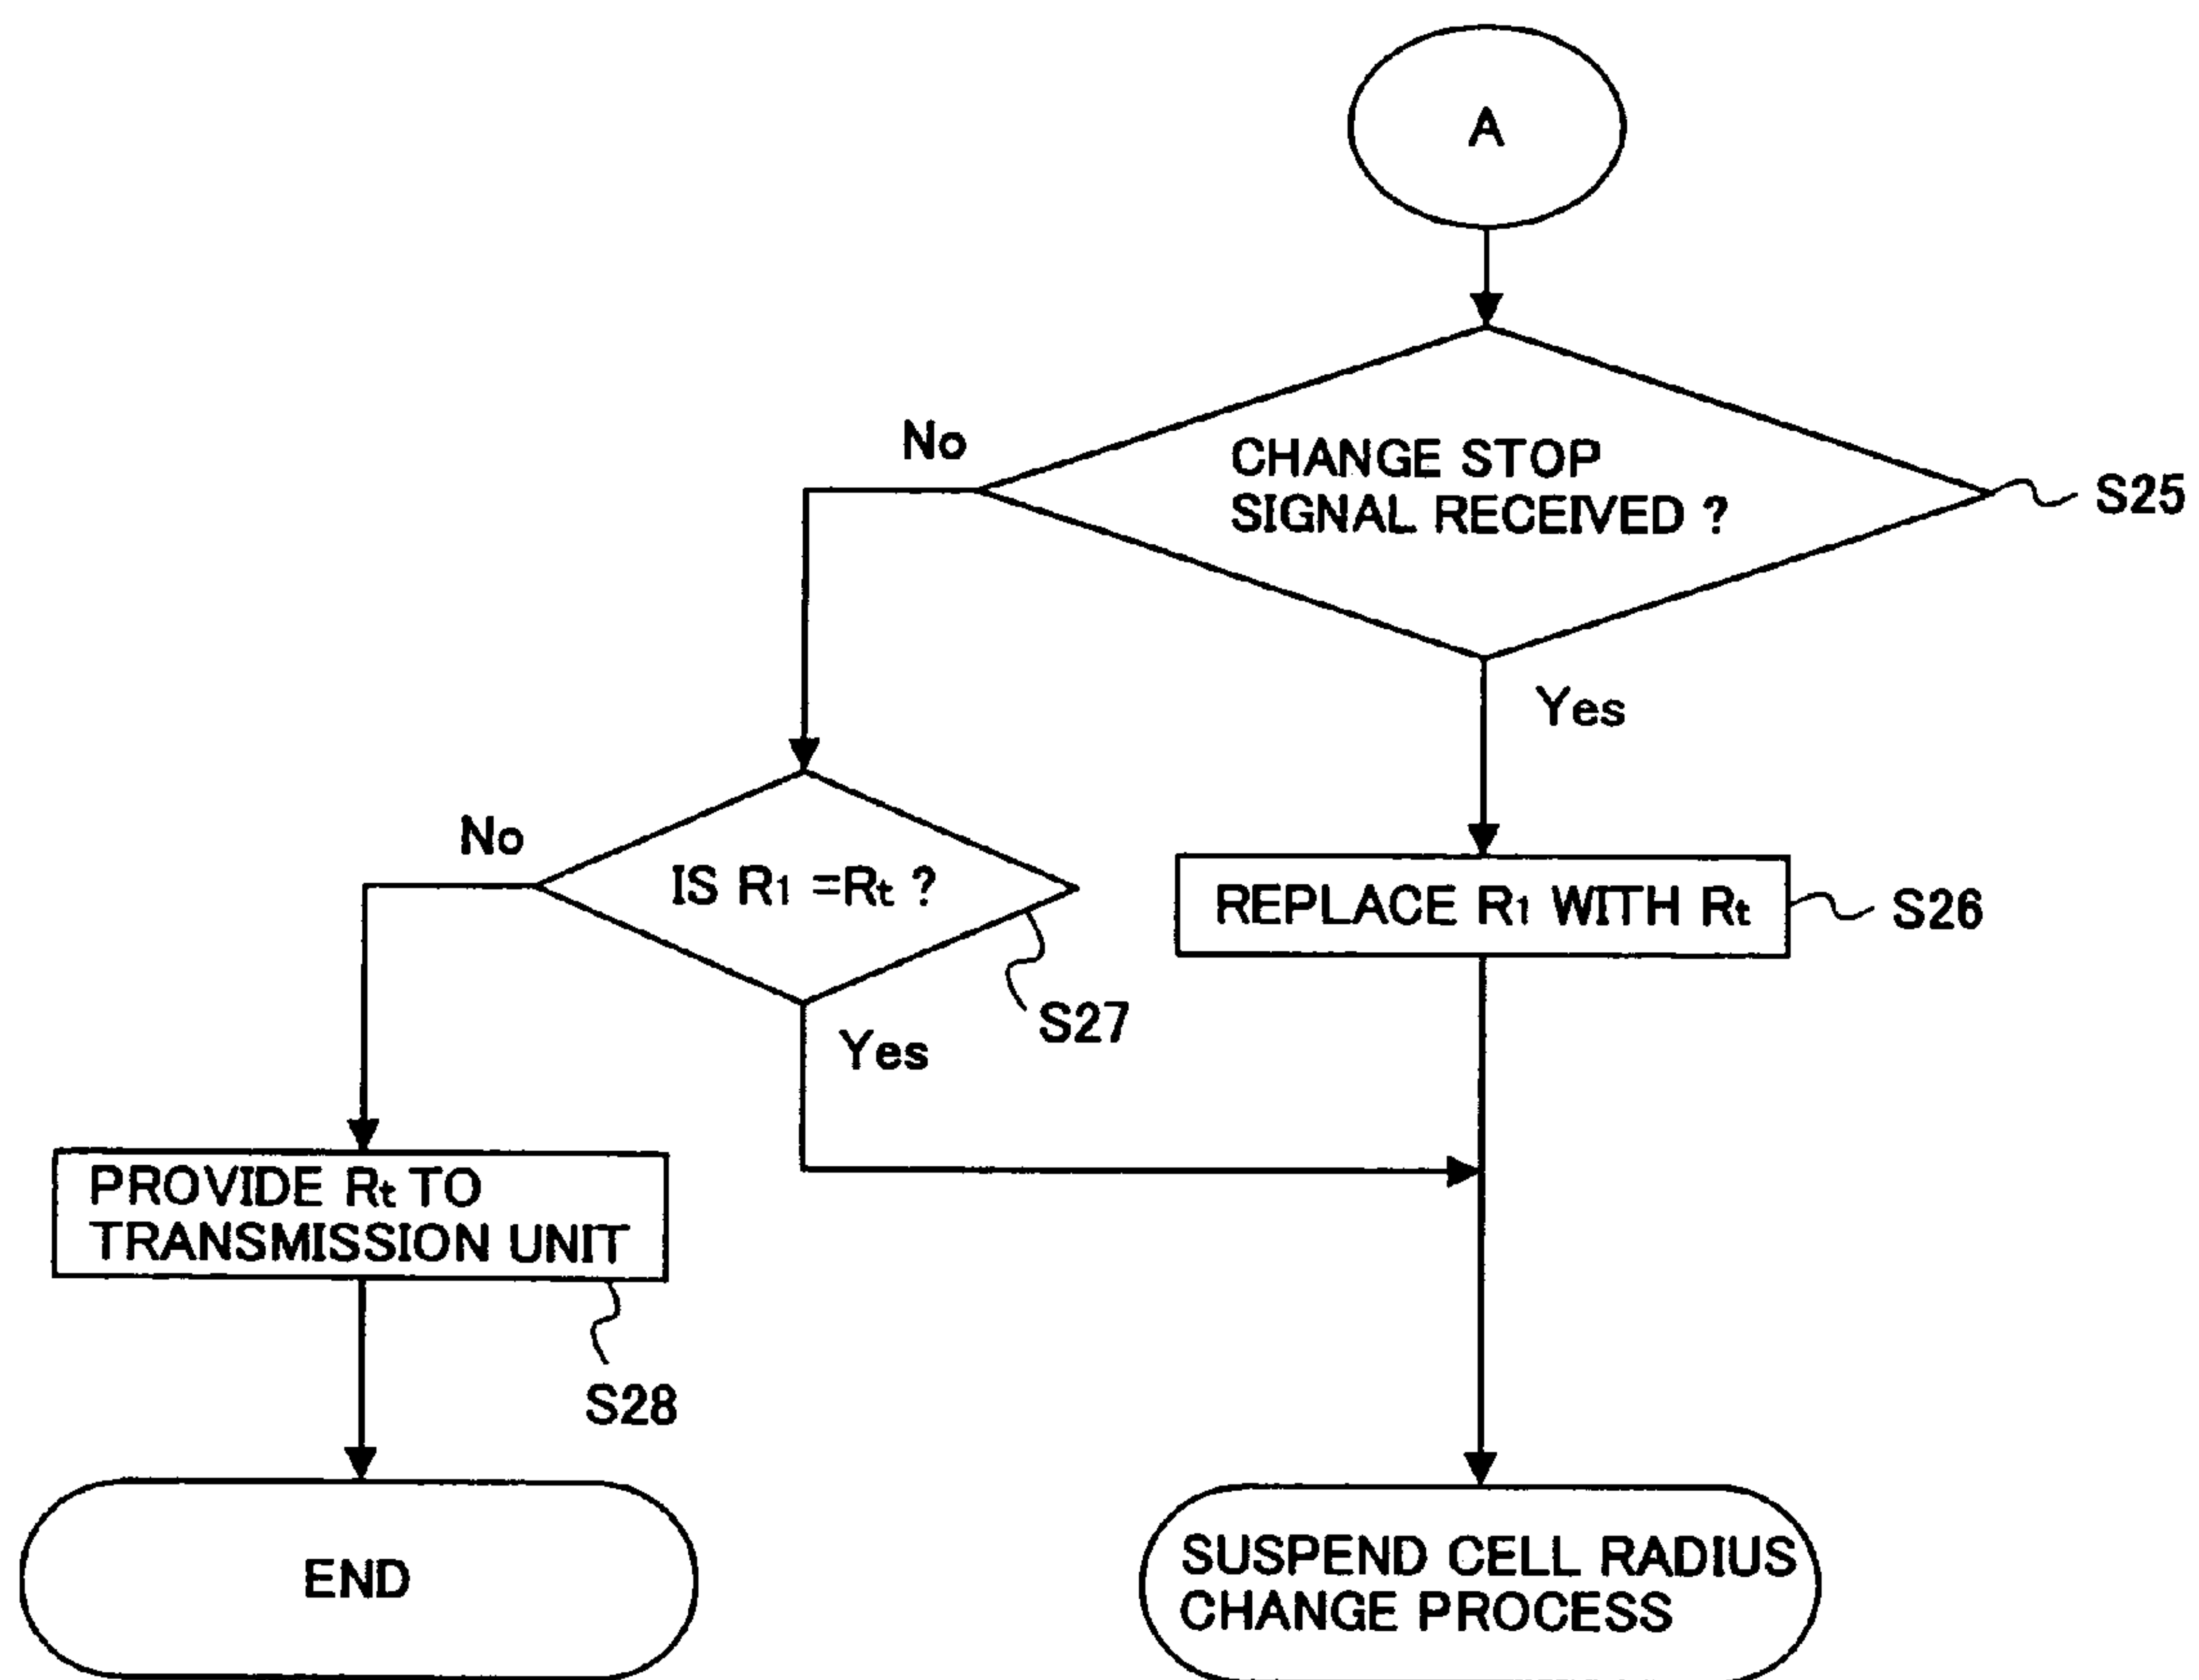 A
CHANGE STOP
SIGNAL RECEIVED ?
S25
No
Yes
IS R1 =Rt ?
S27
No
Yes
REPLACE R1 WITH Rt
S26
PROVIDE Rt TO
TRANSMISSION UNIT
S28
END
SUSPEND CELL RADIUS
CHANGE PROCESS